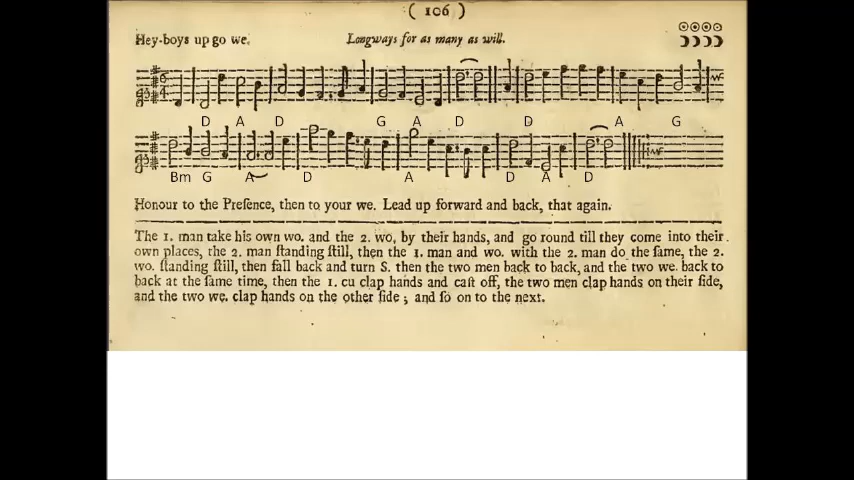 ( 106 )
Hey-boys up go we. Longways for as many as will.
6
4
D A D G A D D A G
Bm G A D A D A D
Honour to the Preſence, then to your we. Lead up forward and back, that again.
The 1. man take his own wo. and the 2. wo, by their hands, and go round till they come into their
own places, the 2. man ſtanding ſtill, then the 1. man and wo. with the 2. man do the ſame, the 2.
wo. ſtanding ſtill, then fall back and turn S. then the two men back to back, and the two we. back to
back at the ſame time, then the 1. cu clap hands and caſt off, the two men clap hands on their ſide,
and the two we. clap hands on the other ſide ; and ſo on to the next.